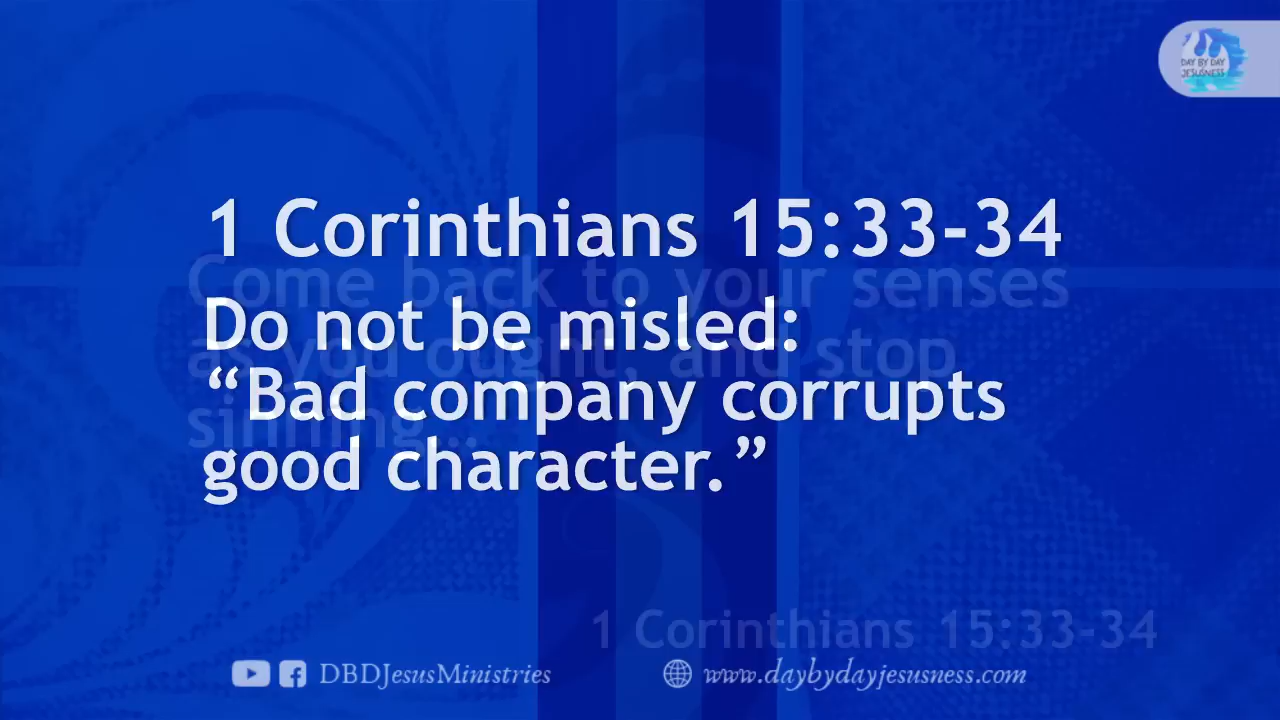 DAY BY DAY
JESUSNESS
1 Corinthians 15:33-34
Come back to your senses
Do not be misled:
as you ought, and stop
“Bad company corrupts
sinning...
good character.”
1 Corinthians 15:33-34
DBDJesusMinistries
www.daybydayjesusness.com